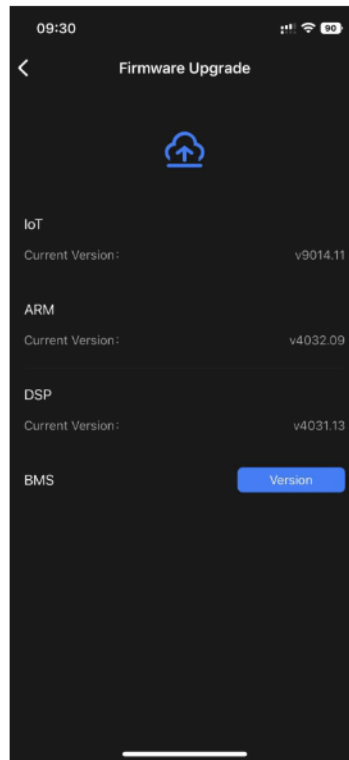 09:30
90
Firmware Upgrade
IoT
Current Version: v9014.11
ARM
Current Version: v4032.09
DSP
Current Version: v4031.13
BMS Version